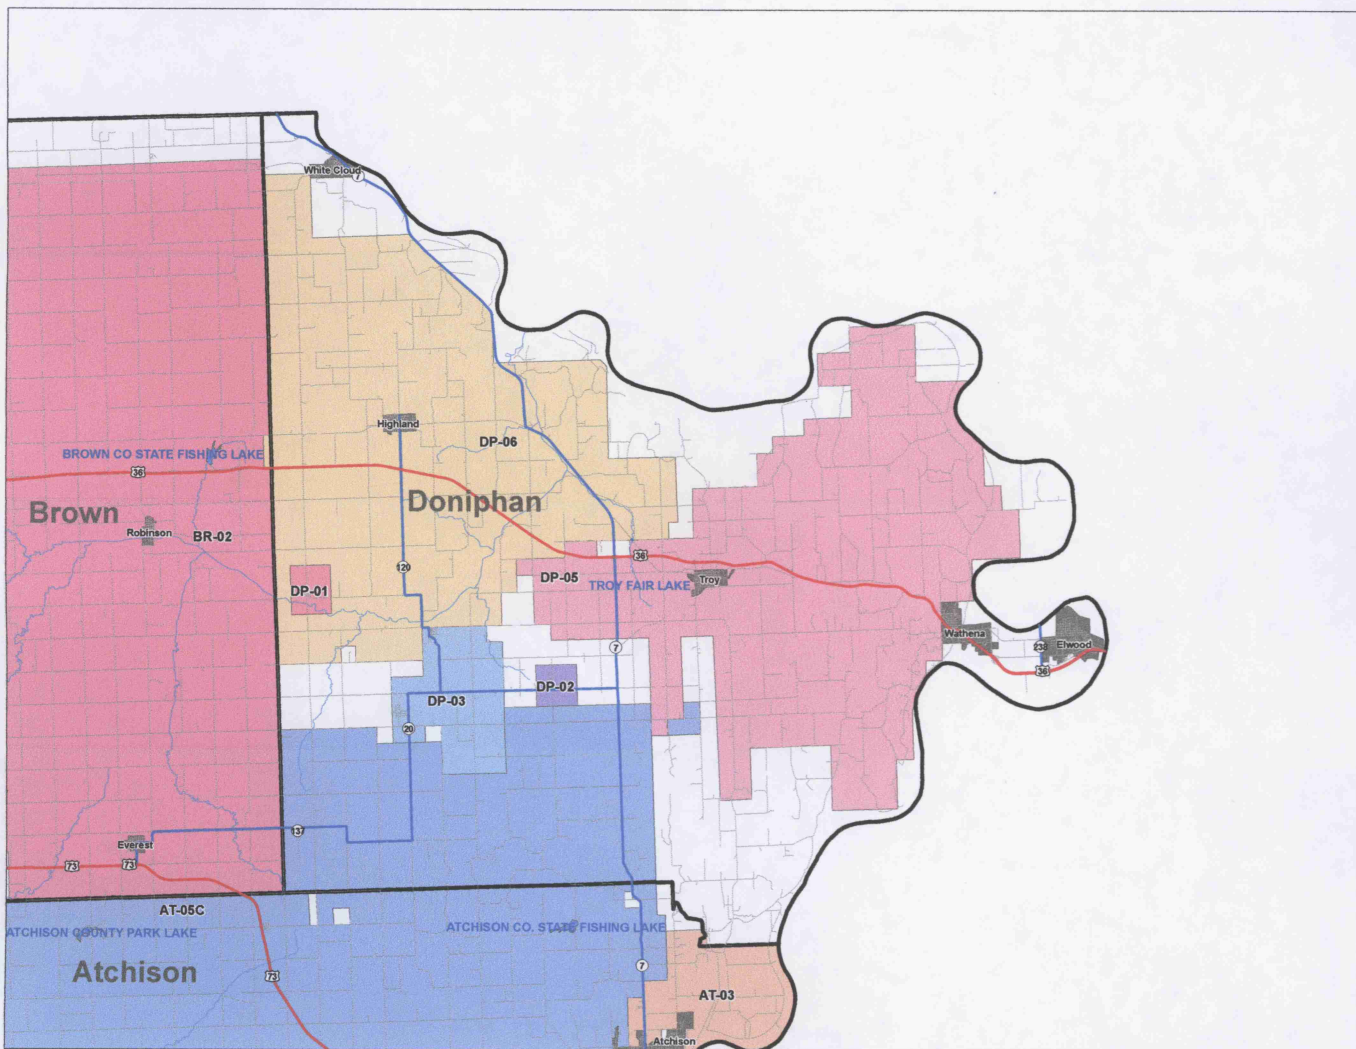 White Cloud
7
Highland
DP-06
BROWN CO STATE FISHING LAKE
36
Doniphan
Brown
Robinson
BR-02
36
120
DP-05
Troy
TROY FAIR LAKE
DP-01
Wathena
238
Elwood
7
36
DP-02
DP-03
20
137
Everest
73
73
AT-05C
ATCHISON COUNTY PARK LAKE
ATCHISON CO. STATE FISHING LAKE
Atchison
73
7
AT-03
Atchison